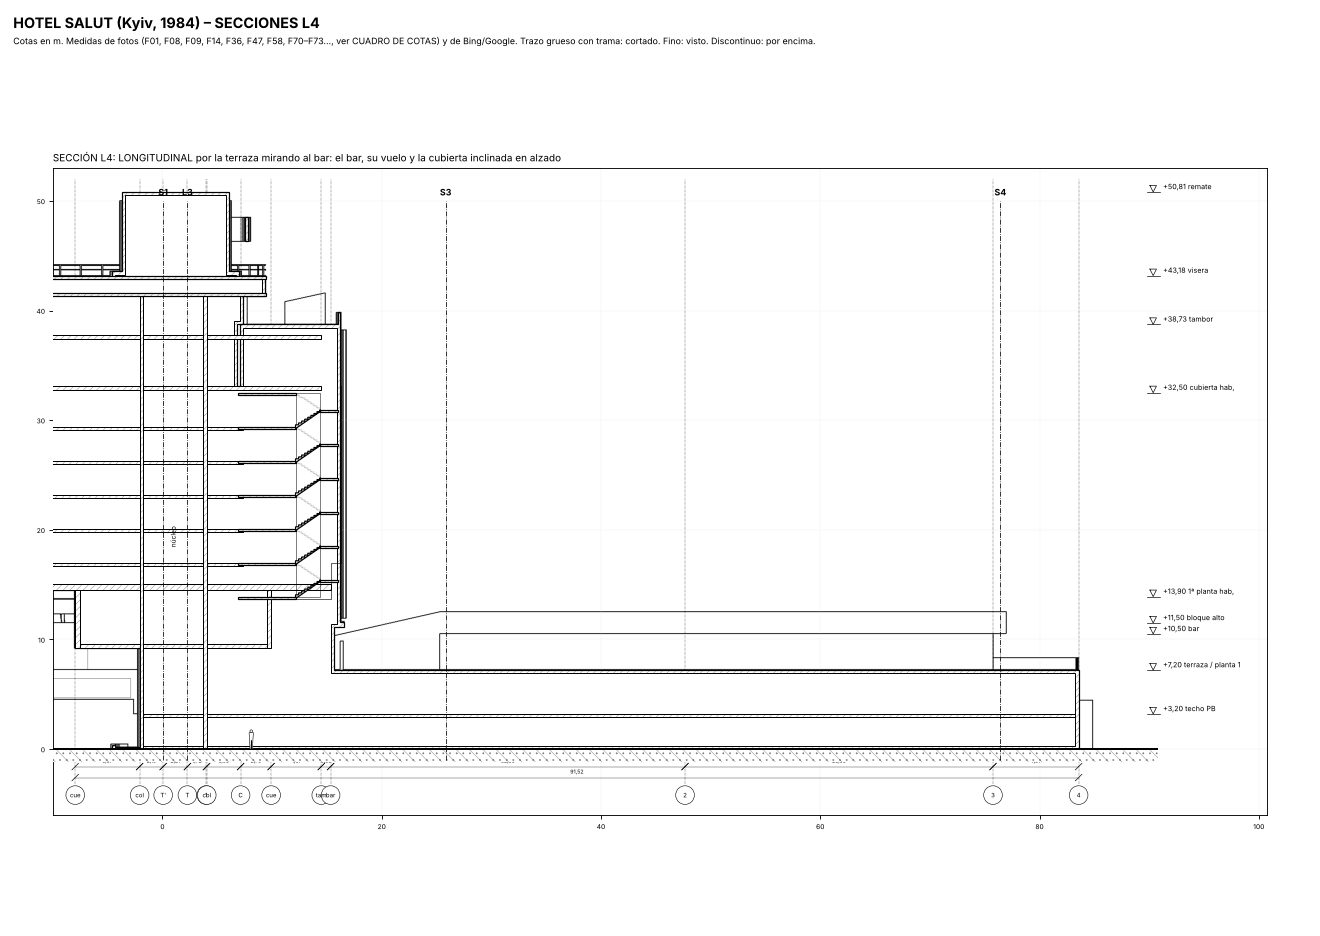 HOTEL SALUT (Kyiv, 1984) – SECCIONES L4
Cotas en m. Medidas de fotos (F01, F08, F09, F14, F36, F47, F58, F70–F73..., ver CUADRO DE COTAS) y de Bing/Google. Trazo grueso con trama: cortado. Fino: visto. Discontinuo: por encima.
SECCIÓN L4: LONGITUDINAL por la terraza mirando al bar: el bar, su vuelo y la cubierta inclinada en alzado
S1 L3 S3 S4
+50,81 remate
50
+43,18 visera
40
+38,73 tambor
+32,50 cubierta hab,
30
20
núcleo
+13,90 1ª planta hab,
+11,50 bloque alto
+10,50 bar
10
+7,20 terraza / planta 1
+3,20 techo PB
0
91,52
cue col T' T col C cue tambar 2 3 4
0 20 40 60 80 100